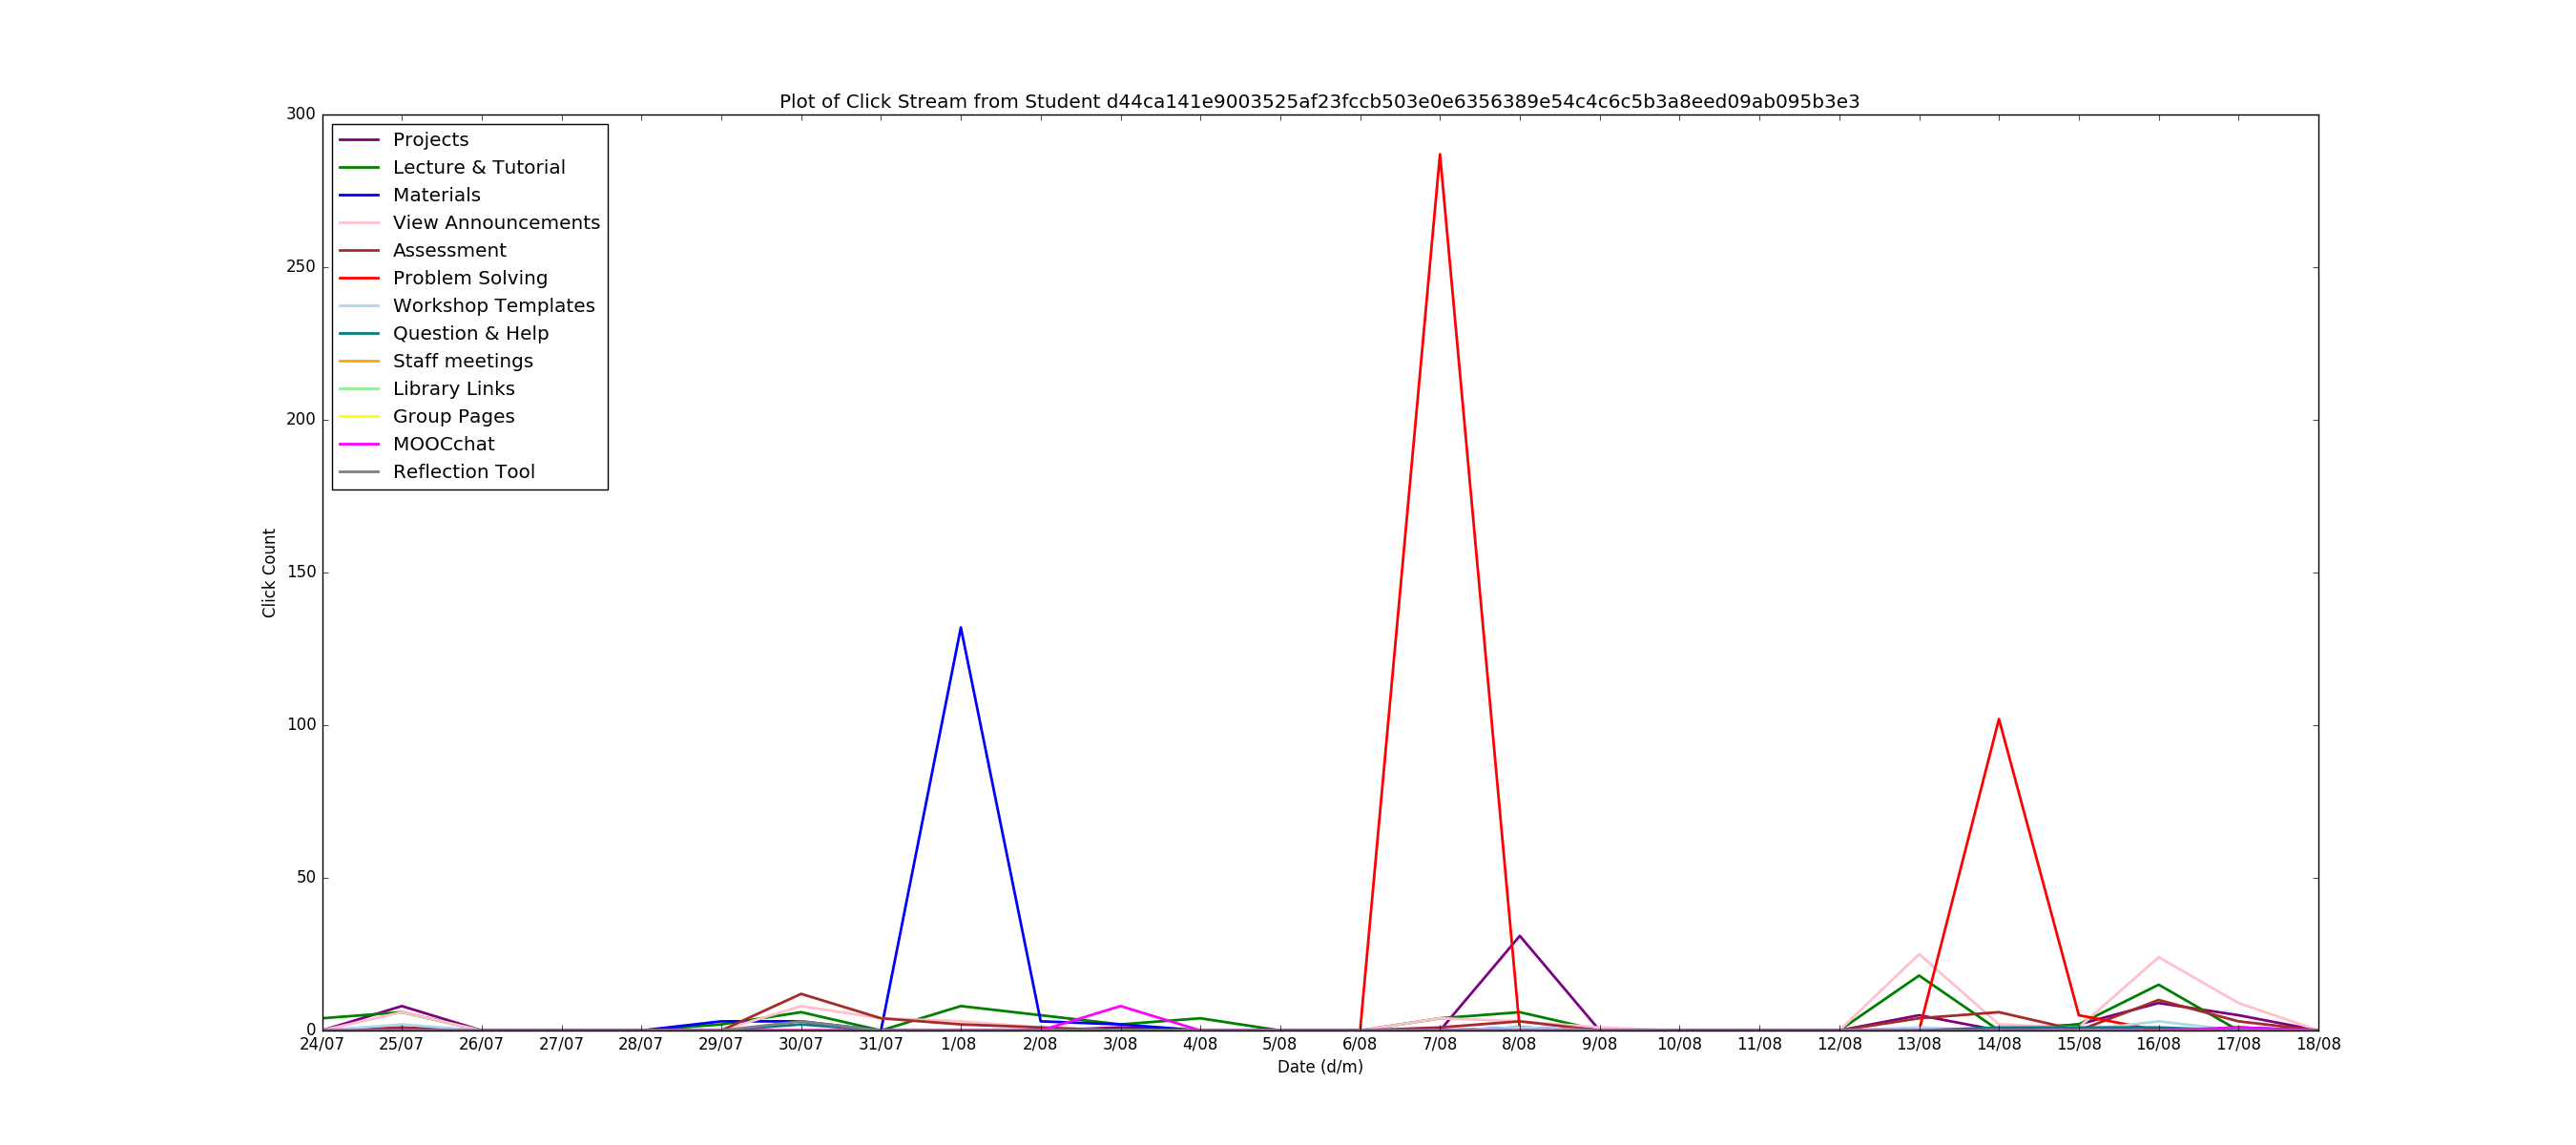 Plot of Click Stream from Student d44ca141e9003525af23fccb503e0e6356389e54c4c6c5b3a8eed09ab095b3e3
300
250
200
150
100
50
0
Click Count
Projects
Lecture & Tutorial
Materials
View Announcements
Assessment
Problem Solving
Workshop Templates
Question & Help
Staff meetings
Library Links
Group Pages
MOOCchat
Reflection Tool
24/07 25/07 26/07 27/07 28/07 29/07 30/07 31/07 1/08 2/08 3/08 4/08 5/08 6/08 7/08 8/08 9/08 10/08 11/08 12/08 13/08 14/08 15/08 16/08 17/08 18/08
Date (d/m)